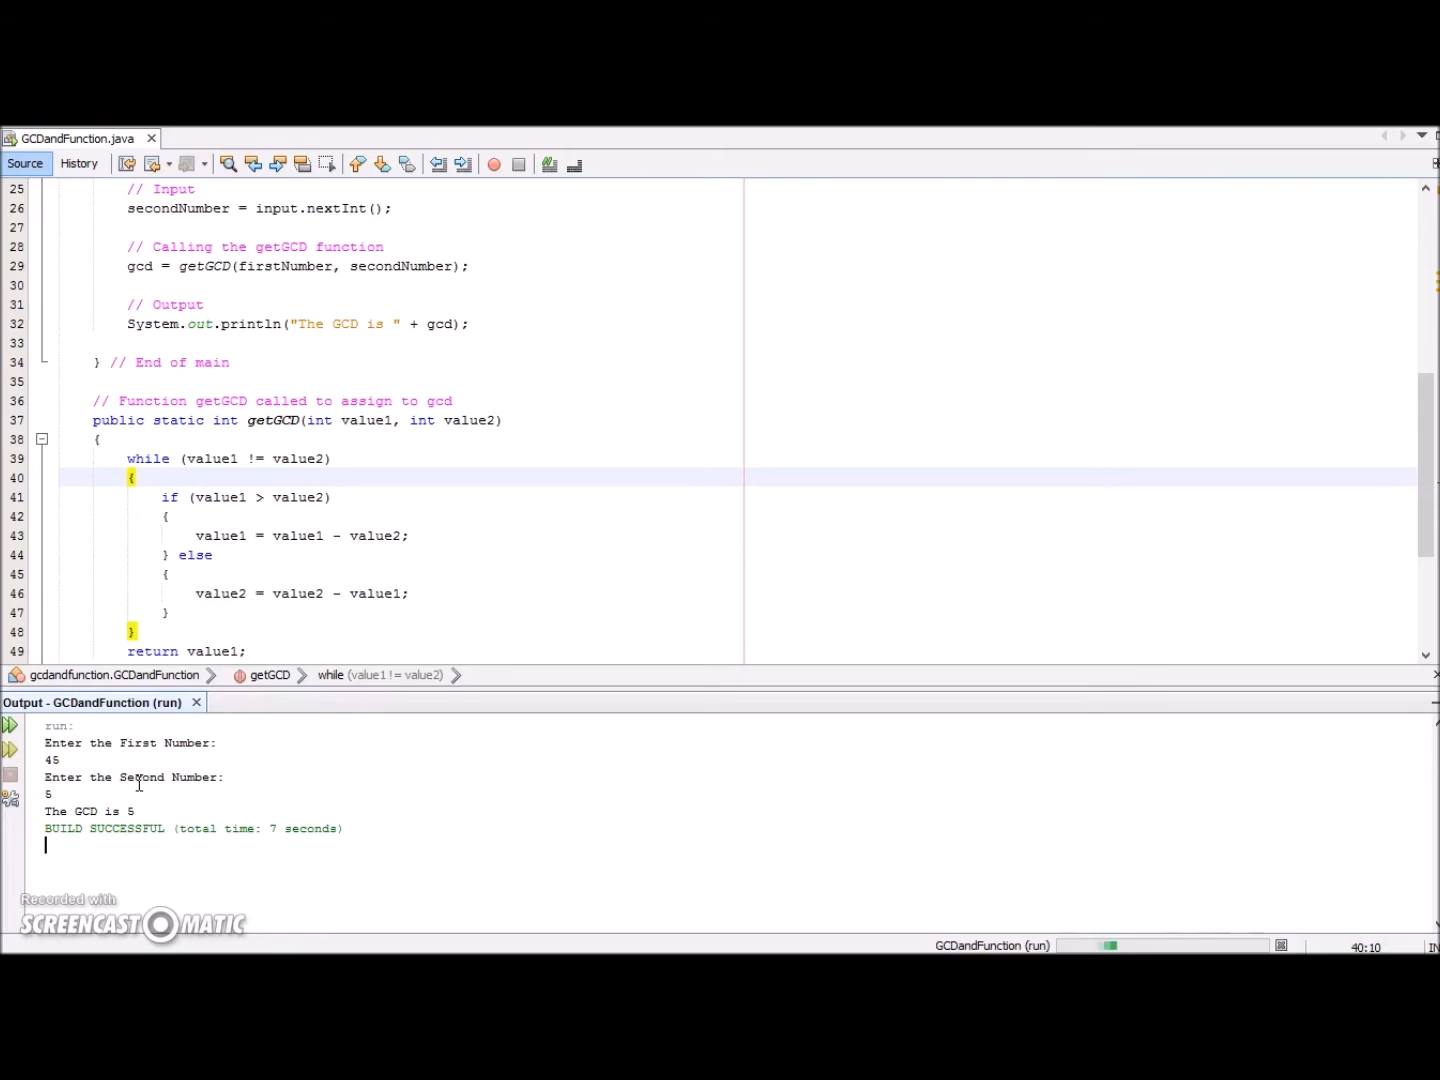 GCDandFunction.java
Source History
25 // Input
26 secondNumber = input.nextInt();
27
28 // Calling the getGCD function
29 gcd = getGCD(firstNumber, secondNumber);
30
31 // Output
32 System.out.println("The GCD is " + gcd);
33
34 } // End of main
35
36 // Function getGCD called to assign to gcd
37 public static int getGCD(int value1, int value2)
38 {
39 while (value1 != value2)
40 {
41 if (value1 > value2)
42 {
43 value1 = value1 - value2;
44 } else
45 {
46 value2 = value2 - value1;
47 }
48 }
49 return value1;
gcdandfunction.GCDandFunction getGCD while (value1 != value2)
Output - GCDandFunction (run)
run:
Enter the First Number:
45
Enter the Second Number:
5
The GCD is 5
BUILD SUCCESSFUL (total time: 7 seconds)
Recorded with
SCREENCAST MATIC
GCDandFunction (run) 40:10 IN